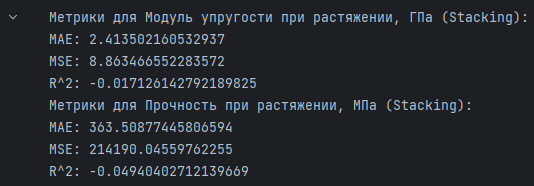 Метрики для Модуль упругости при растяжении, ГПа (Stacking):
MAE: 2.413502160532937
MSE: 8.863466552283572
R^2: -0.017126142792189825
Метрики для Прочность при растяжении, МПа (Stacking):
MAE: 363.50877445806594
MSE: 214190.04559762255
R^2: -0.04940402712139669